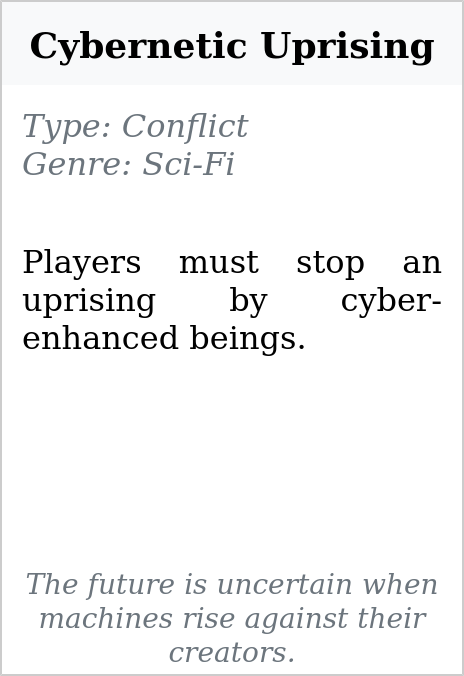 Cybernetic Uprising
Type: Conflict
Genre: Sci-Fi
Players must stop an
uprising by cyber-
enhanced beings.
The future is uncertain when
machines rise against their
creators.